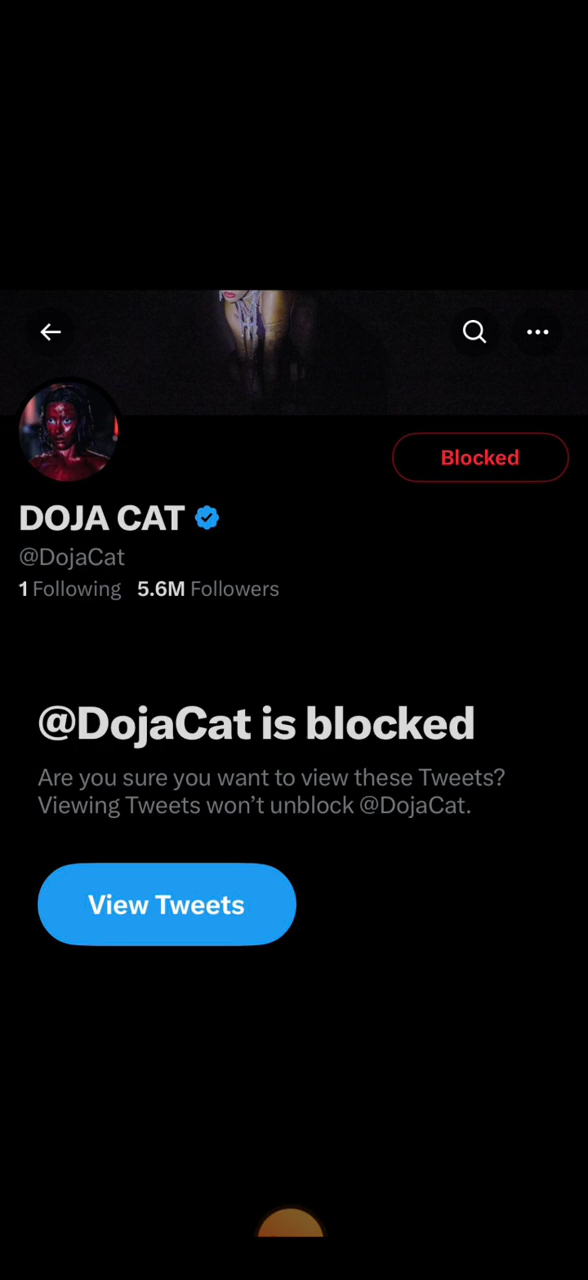 Blocked
DOJA CAT
@DojaCat
1 Following 5.6M Followers
@DojaCat is blocked
Are you sure you want to view these Tweets?
Viewing Tweets won’t unblock @DojaCat.
View Tweets